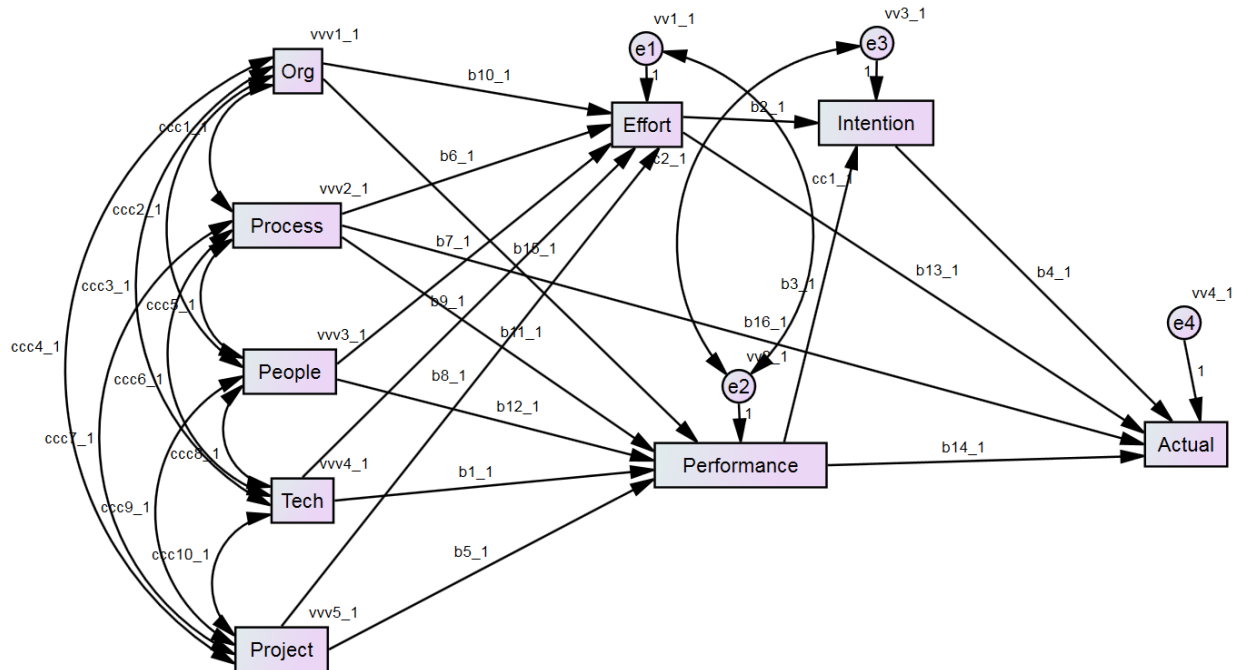 vvv1_1
Org
vv1_1
e1
1
vv3_1
e3
1
b10_1
b2_1
Effort
Intention
ccc1_1
b6_1
c2_1
cc1_1
vvv2_1
Process
ccc2_1
b7_1
b15_1
ccc3_1
ccc5_1
b9_1
b3_1
b13_1
b4_1
vv4_1
e4
vvv3_1
b11_1
b16_1
ccc4_1
People
ccc6_1
b8_1
vv2_1
e2
1
1
b12_1
ccc7_1
ccc8_1
vvv4_1
b1_1
Performance
b14_1
Actual
ccc9_1
Tech
ccc10_1
b5_1
vvv5_1
Project